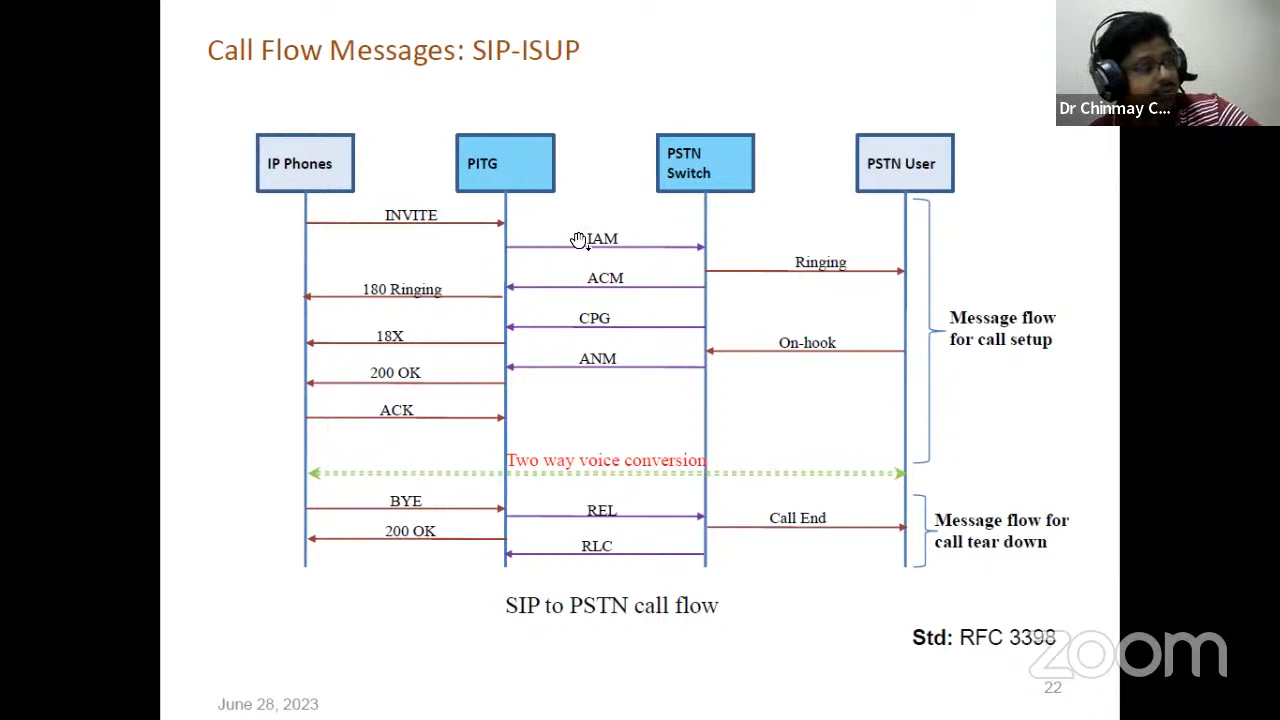 Call Flow Messages: SIP-ISUP
Dr Chinmay C...
IP Phones
PITG
PSTN
Switch
PSTN User
INVITE
IAM
Ringing
ACM
180 Ringing
CPG
18X
On-hook
ANM
200 OK
ACK
Message flow
for call setup
Two way voice conversion
BYE
REL
Call End
200 OK
RLC
Message flow for
call tear down
SIP to PSTN call flow
Std: RFC 3398
zoom
22
June 28, 2023